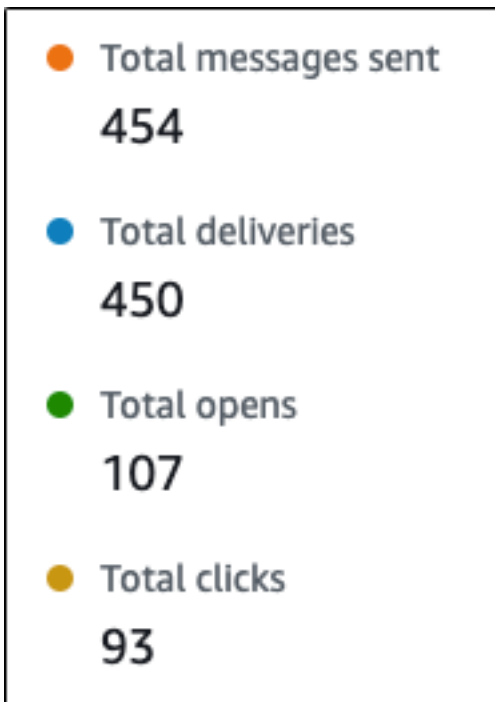 Total messages sent
454
Total deliveries
450
Total opens
107
Total clicks
93